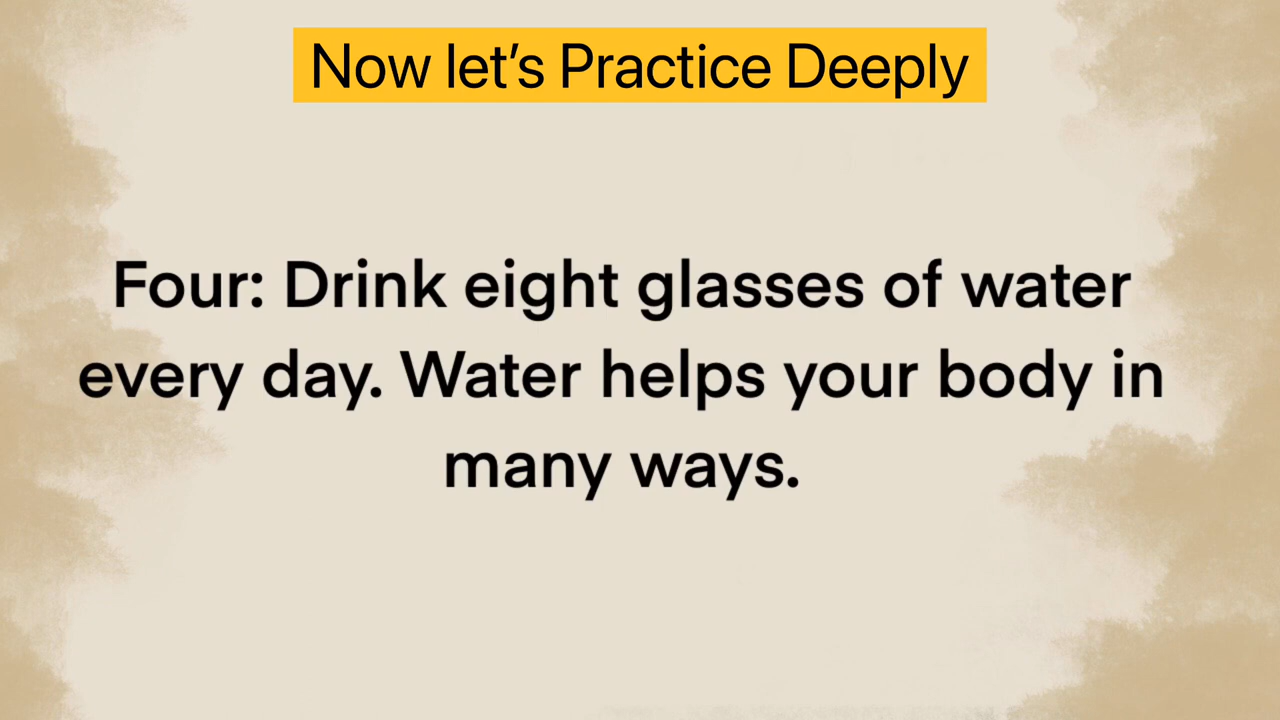 Now let’s Practice Deeply
Four: Drink eight glasses of water
every day. Water helps your body in
many ways.